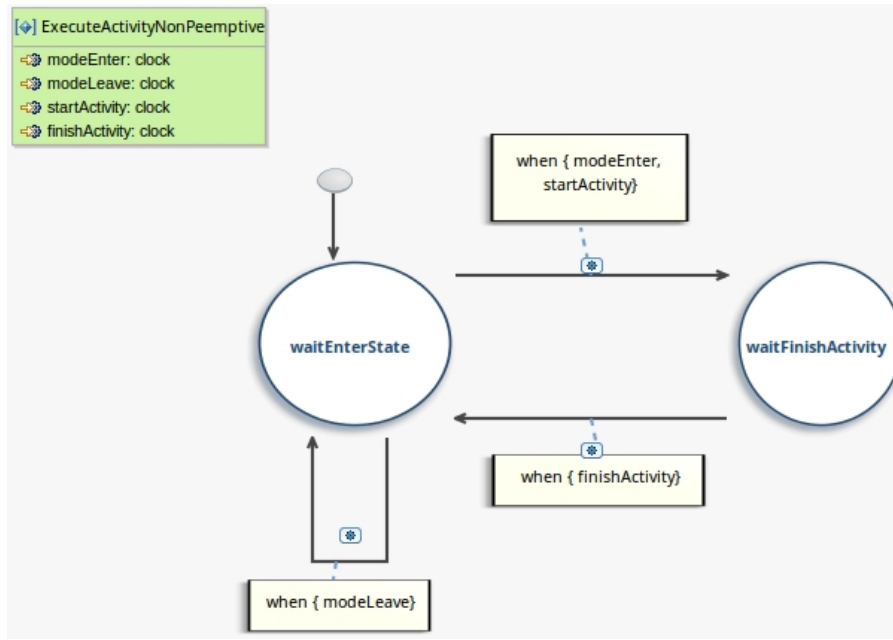 ExecuteActivityNonPeemptive
modeEnter: clock
modeLeave: clock
startActivity: clock
finishActivity: clock
when { modeEnter,
startActivity}
waitEnterState
waitFinishActivity
when { finishActivity}
when { modeLeave}